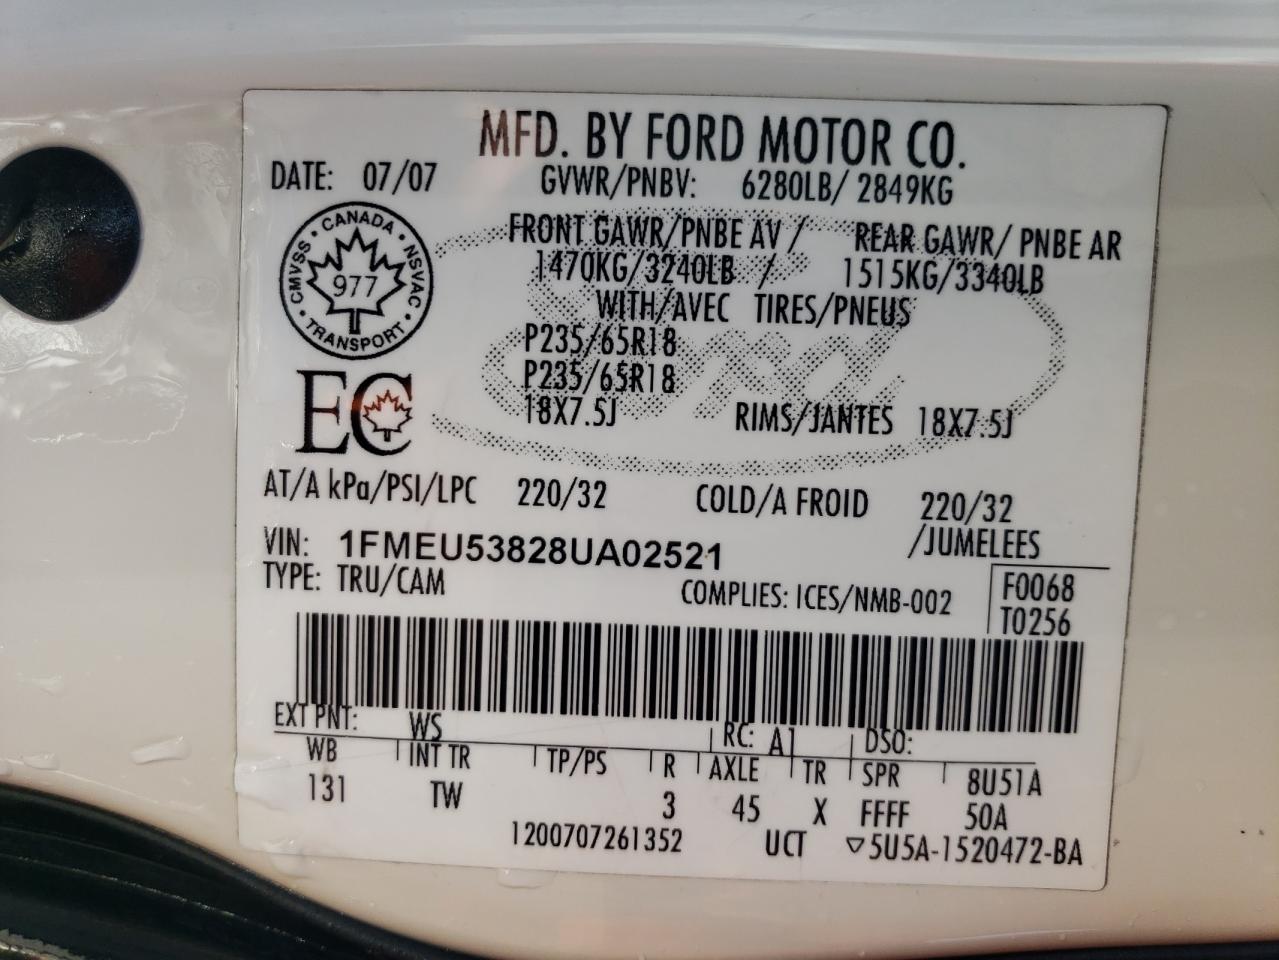 MFD. BY FORD MOTOR CO.
DATE: 07/07 GVWR/PNBV: 6280LB/ 2849KG
FRONT GAWR/PNBE AV / REAR GAWR/ PNBE AR
1470KG/3240LB / 1515KG/3340LB
WITH/AVEC TIRES/PNEUS
CMVSS • CANADA • NSVAC • TRANSPORT •
977
P235/65R18
P235/65R18
18X7.5J RIMS/JANTES 18X7.5J
Ford
EC
AT/A kPa/PSI/LPC 220/32 COLD/A FROID 220/32
/JUMELEES
VIN: 1FMEU53828UA02521
TYPE: TRU/CAM COMPLIES: ICES/NMB-002
F0068
T0256
EXT PNT: WS RC: A1 DSO:
WB INT TR TP/PS R AXLE TR SPR 8U51A
131 TW 3 45 X FFFF 50A
1200707261352 UCT ▽5U5A-1520472-BA